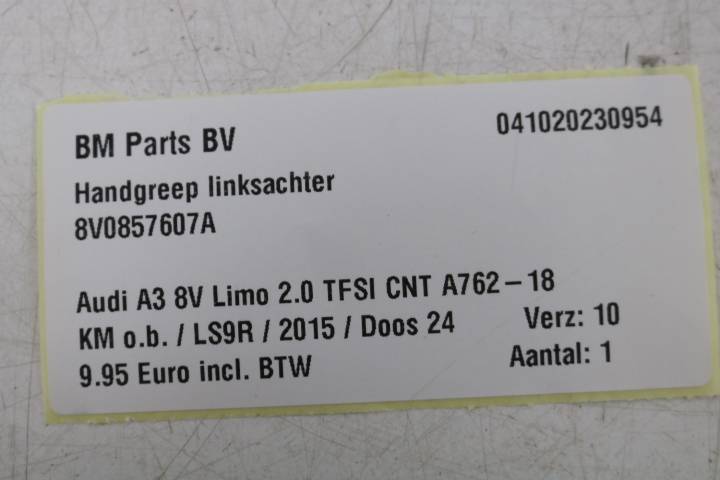 BM Parts BV 041020230954
Handgreep linksachter
8V0857607A
Audi A3 8V Limo 2.0 TFSI CNT A762-18
KM o.b. / LS9R / 2015 / Doos 24 Verz: 10
9.95 Euro incl. BTW Aantal: 1